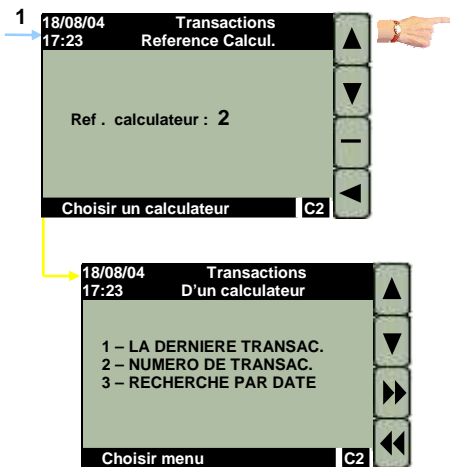 1
18/08/04 Transactions
17:23 Reference Calcul.
Ref . calculateur : 2
Choisir un calculateur C2
18/08/04 Transactions
17:23 D'un calculateur
1 – LA DERNIERE TRANSAC.
2 – NUMERO DE TRANSAC.
3 – RECHERCHE PAR DATE
Choisir menu C2